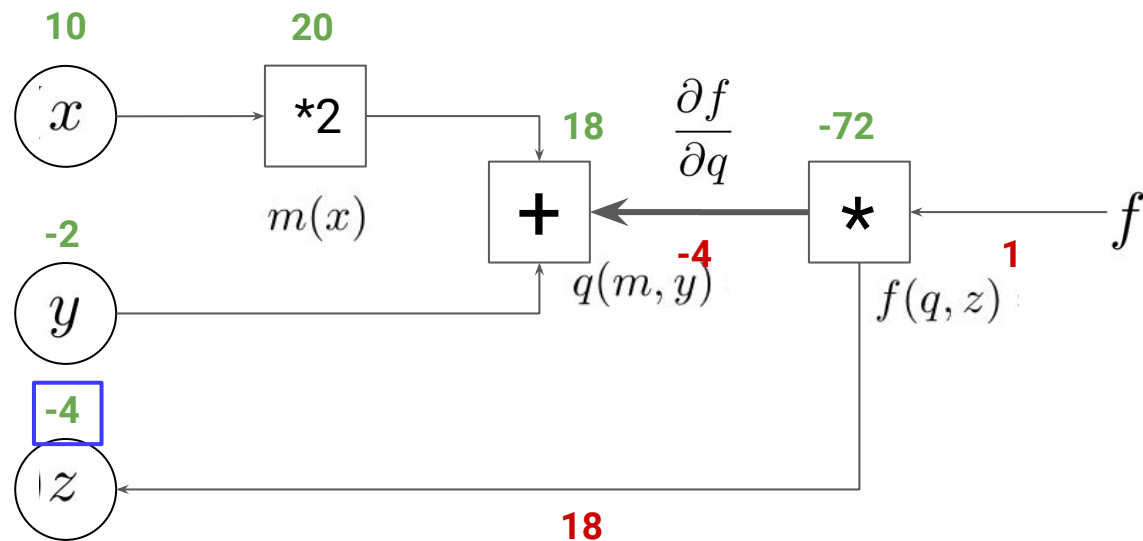 10
20
x
*2
∂f
∂q
18
-72
m(x)
+
*
f
-2
-4
1
q(m, y)
f(q, z)
y
-4
z
18